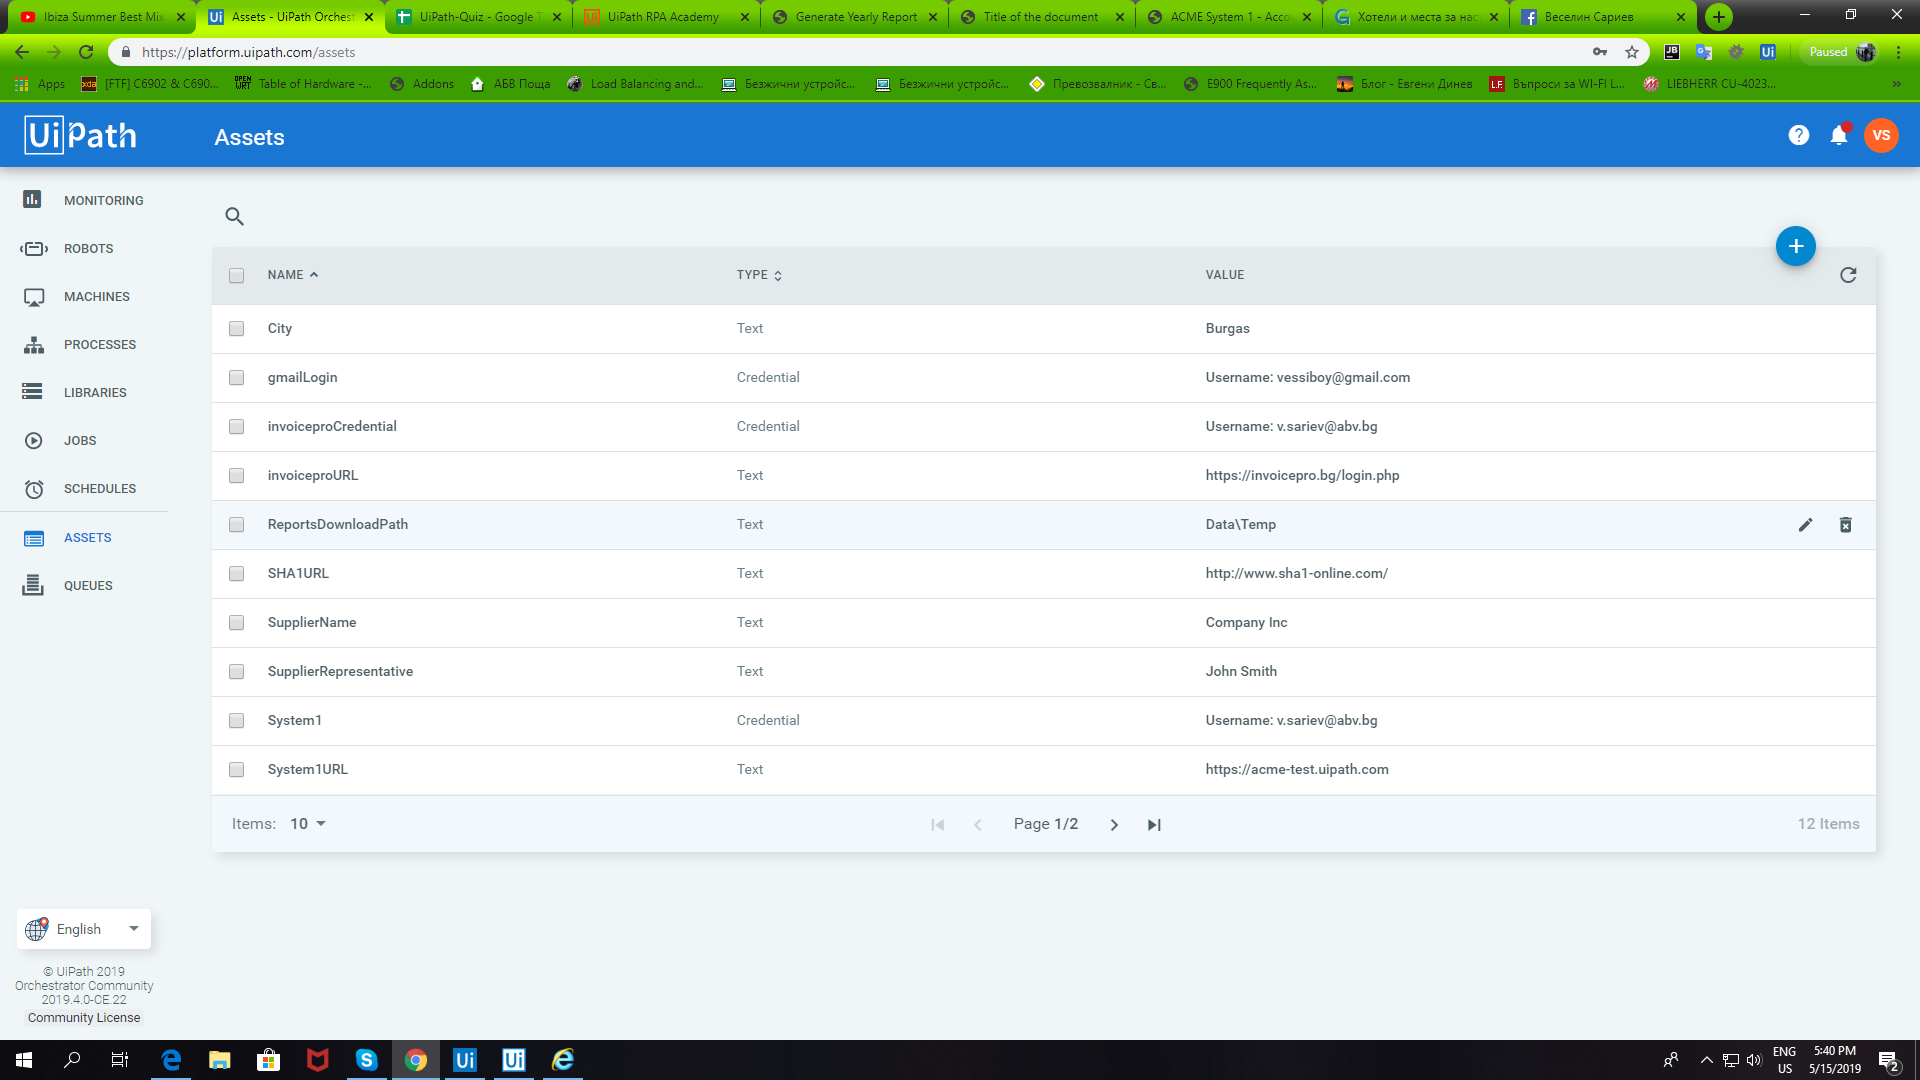 Ibiza Summer Best Mix
Assets - UiPath Orchest
UiPath-Quiz - Google T
UiPath RPA Academy
Generate Yearly Report
Title of the document
ACME System 1 - Acco
Хотели и места за нас
Веселин Сариев
https://platform.uipath.com/assets
JB
Ui
Paused
Apps
[FTF] C6902 & C690...
Table of Hardware -...
Addons
АБВ Поща
Load Balancing and...
Безжични устройс...
Безжични устройс...
Превозвалник - Св...
E900 Frequently As...
Блог - Евгени Динев
Въпроси за WI-FI L...
LIEBHERR CU-4023...
»
UiPath
Assets
?
VS
MONITORING
ROBOTS
MACHINES
PROCESSES
LIBRARIES
JOBS
SCHEDULES
ASSETS
QUEUES
NAME
TYPE
VALUE
City Text Burgas
gmailLogin Credential Username: vessiboy@gmail.com
invoiceproCredential Credential Username: v.sariev@abv.bg
invoiceproURL Text https://invoicepro.bg/login.php
ReportsDownloadPath Text Data\Temp
SHA1URL Text http://www.sha1-online.com/
SupplierName Text Company Inc
SupplierRepresentative Text John Smith
System1 Credential Username: v.sariev@abv.bg
System1URL Text https://acme-test.uipath.com
Items: 10
Page 1/2
12 Items
English
© UiPath 2019
Orchestrator Community
2019.4.0-CE.22
Community License
Ui
Ui
ENG
US
5:40 PM
5/15/2019
2